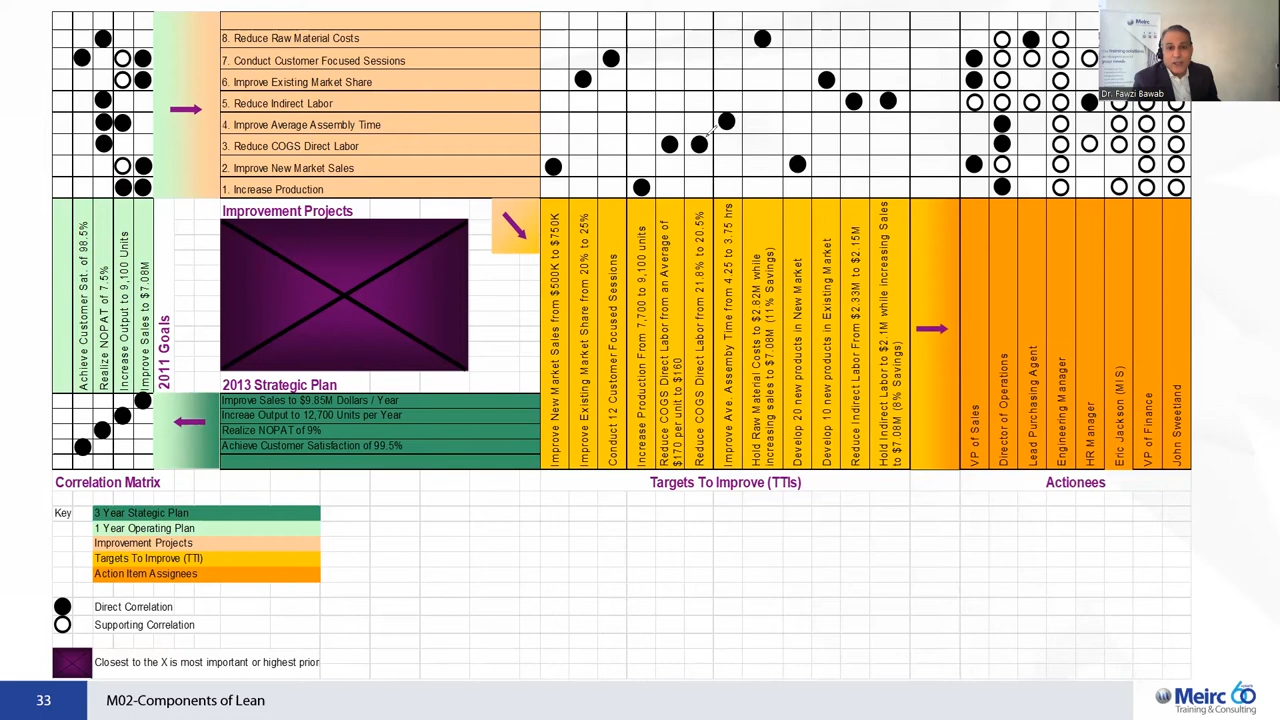 8. Reduce Raw Material Costs
7. Conduct Customer Focused Sessions
6. Improve Existing Market Share
5. Reduce Indirect Labor
4. Improve Average Assembly Time
3. Reduce COGS Direct Labor
2. Improve New Market Sales
1. Increase Production
Meirc
Dr. Fawzi Bawab
Achieve Customer Sat. of 98.5%
Realize NOPAT of 7.5%
Increase Output to 9,100 Units
Improve Sales to $7.08M
2011 Goals
Improvement Projects
2013 Strategic Plan
Improve Sales to $9.85M Dollars / Year
Increae Output to 12,700 Units per Year
Realize NOPAT of 9%
Achieve Customer Satisfaction of 99.5%
Improve New Market Sales from $500K to $750K
Improve Existing Market Share from 20% to 25%
Conduct 12 Customer Focused Sessions
Increase Production From 7,700 to 9,100 units
Reduce COGS Direct Labor from an Average of
$170 per unit to $160
Reduce COGS Direct Labor from 21.8% to 20.5%
Improve Ave. Assemby Time from 4.25 to 3.75 hrs
Hold Raw Material Costs to $2.82M while
increasing sales to $7.08M (11% Savings)
Develop 20 new products in New Market
Develop 10 new products in Existing Market
Reduce Indirect Labor From $2.33M to $2.15M
Hold Indirect Labor to $2.1M while increasing Sales
to $7.08M (8% Savings)
VP of Sales
Director of Operations
Lead Purchasing Agent
Engineering Manager
HR Manager
Eric Jackson (MIS)
VP of Finance
John Sweetland
Correlation Matrix
Targets To Improve (TTIs)
Actionees
Key
3 Year Stategic Plan
1 Year Operating Plan
Improvement Projects
Targets To Improve (TTI)
Action Item Assignees
Direct Correlation
Supporting Correlation
Closest to the X is most important or highest prior
33
M02-Components of Lean
Meirc 60
Training & Consulting